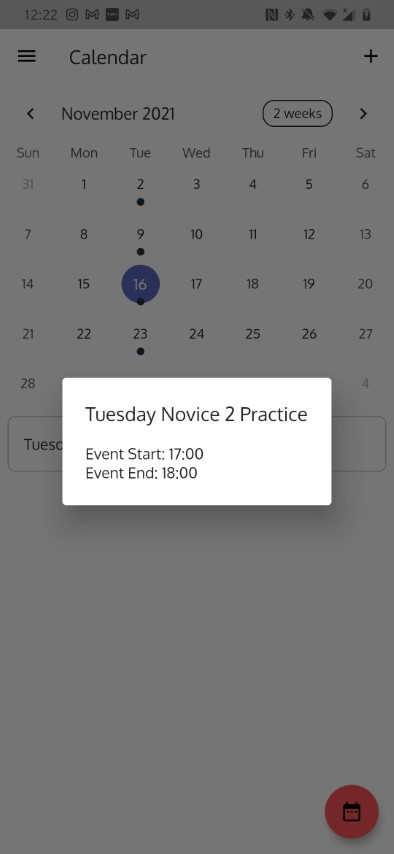 12:22
Calendar
November 2021
2 weeks
Sun Mon Tue Wed Thu Fri Sat
31 1 2 3 4 5 6
7 8 9 10 11 12 13
14 15 16 17 18 19 20
21 22 23 24 25 26 27
28 4
Tuesday Novice 2 Practice
Tuesd
Event Start: 17:00
Event End: 18:00